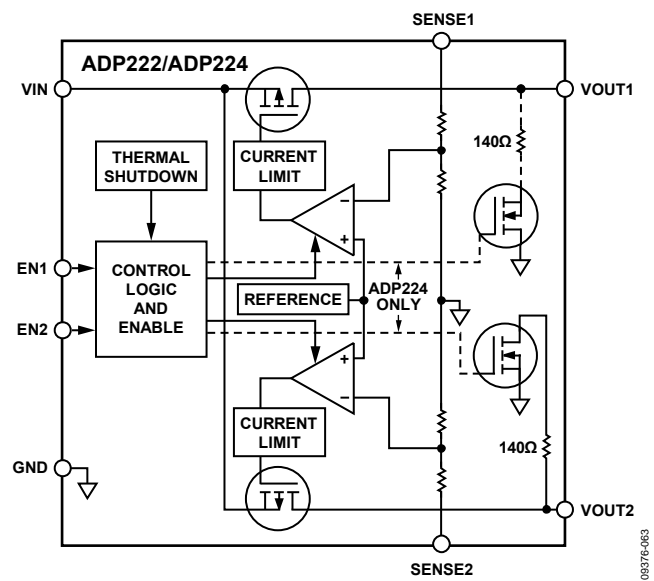 SENSE1
ADP222/ADP224
VIN
VOUT1
THERMAL
SHUTDOWN
CURRENT
LIMIT
140Ω
–
+
EN1
CONTROL
LOGIC
AND
ENABLE
REFERENCE
ADP224
ONLY
EN2
+
–
CURRENT
LIMIT
140Ω
GND
VOUT2
SENSE2
09376-063